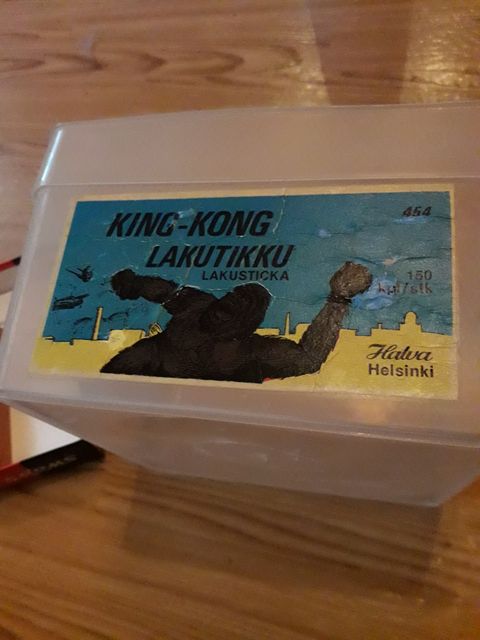 KING-KONG
454
LAKUTIKKU
LAKUSTICKA
150
kpl/stk
Halva
Helsinki